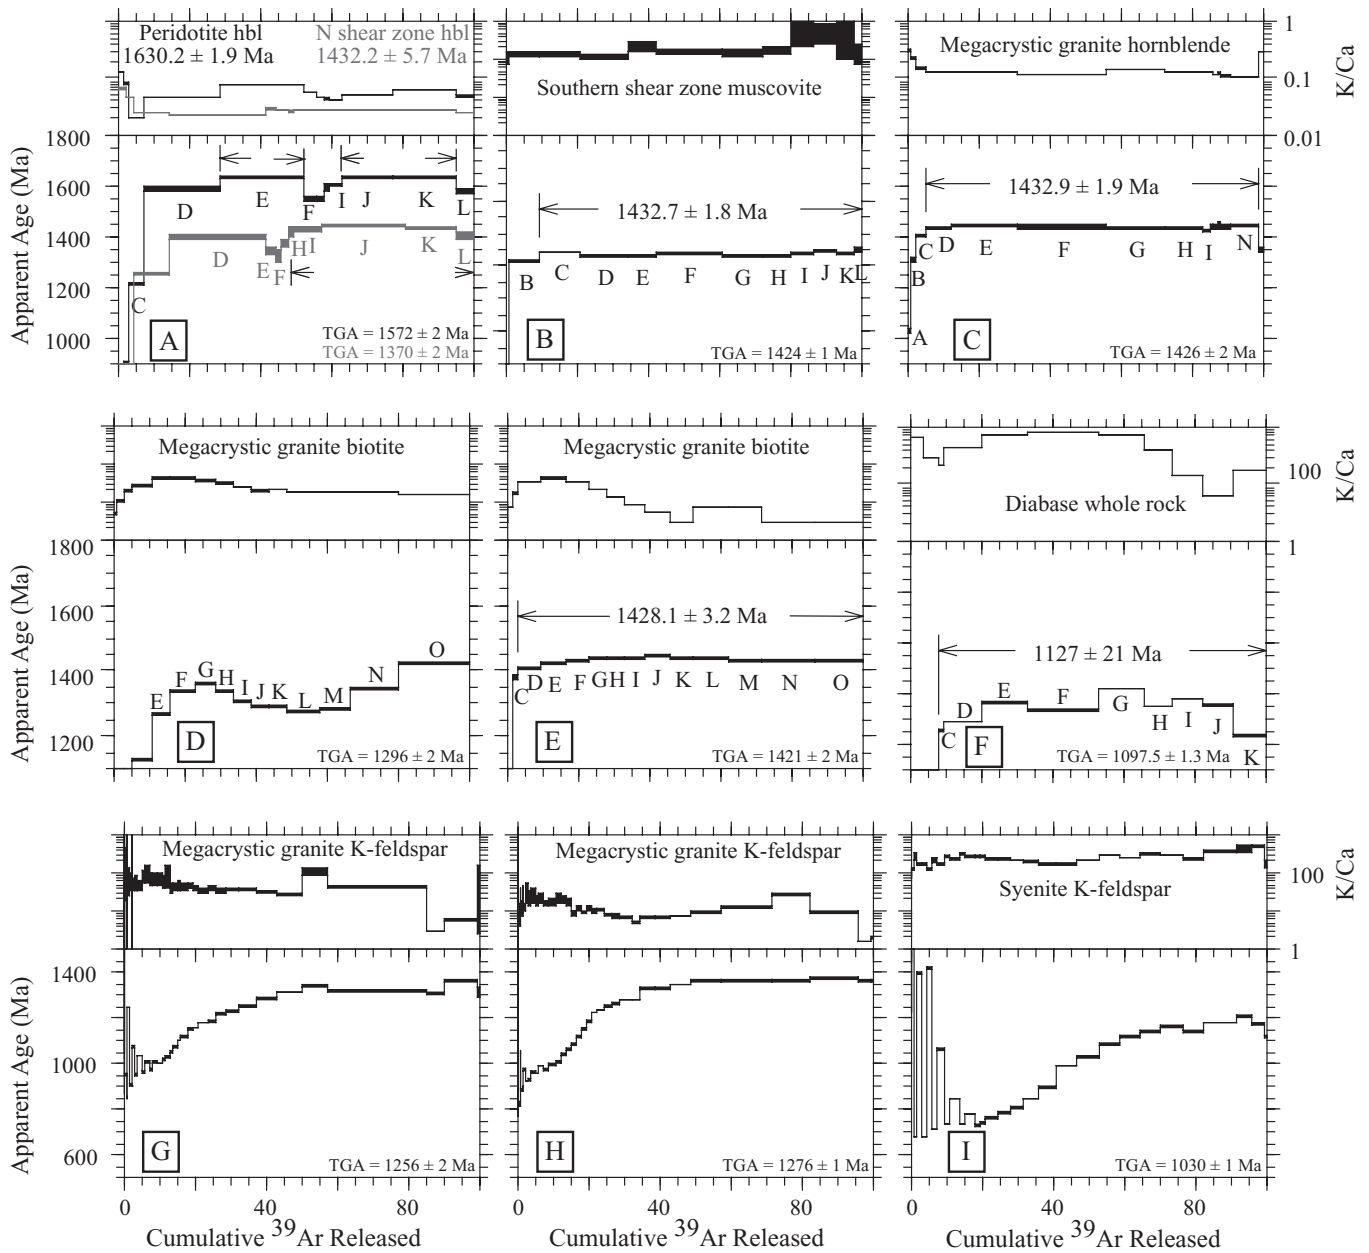 Peridotite hbl
1630.2 ± 1.9 Ma
N shear zone hbl
1432.2 ± 5.7 Ma
Southern shear zone muscovite
Megacrystic granite hornblende
1
0.1
0.01
K/Ca
Apparent Age (Ma)
1800
1600
1400
1200
1000
C
D
E
F
I
J
K
L
D
E
F
H
I
J
K
L
A
TGA = 1572 ± 2 Ma
TGA = 1370 ± 2 Ma
1432.7 ± 1.8 Ma
B
C
D
E
F
G
H
I
J
K
L
B
TGA = 1424 ± 1 Ma
1432.9 ± 1.9 Ma
A
B
C
D
E
F
G
H
I
N
C
TGA = 1426 ± 2 Ma
Megacrystic granite biotite
Megacrystic granite biotite
Diabase whole rock
100
1
K/Ca
Apparent Age (Ma)
1800
1600
1400
1200
E
F
G
H
I
J
K
L
M
N
O
D
TGA = 1296 ± 2 Ma
1428.1 ± 3.2 Ma
C
D
E
F
G
H
I
J
K
L
M
N
O
E
TGA = 1421 ± 2 Ma
1127 ± 21 Ma
C
D
E
F
G
H
I
J
K
F
TGA = 1097.5 ± 1.3 Ma
Megacrystic granite K-feldspar
Megacrystic granite K-feldspar
Syenite K-feldspar
100
1
K/Ca
Apparent Age (Ma)
1400
1000
600
G
TGA = 1256 ± 2 Ma
H
TGA = 1276 ± 1 Ma
I
TGA = 1030 ± 1 Ma
0 40 80
0 40 80
0 40 80
Cumulative 39Ar Released
Cumulative 39Ar Released
Cumulative 39Ar Released